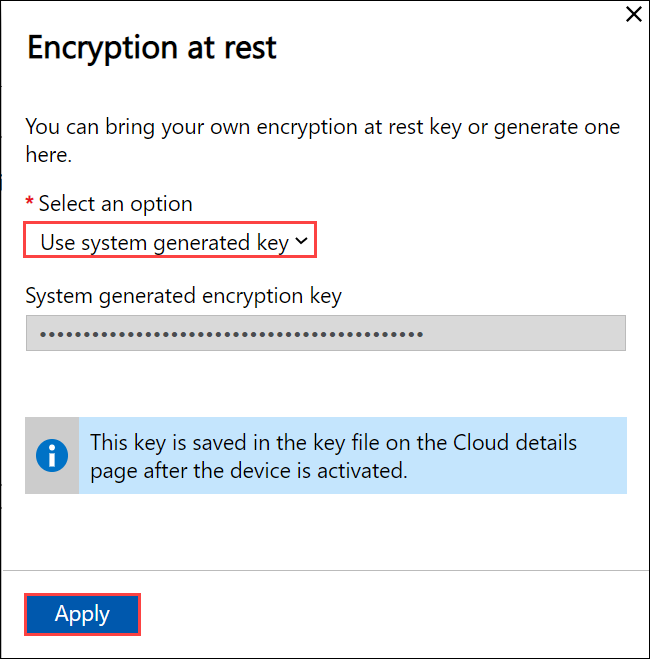 Encryption at rest
You can bring your own encryption at rest key or generate one
here.
* Select an option
Use system generated key
System generated encryption key
••••••••••••••••••••••••••••••••••••••••••••
This key is saved in the key file on the Cloud details
page after the device is activated.
Apply